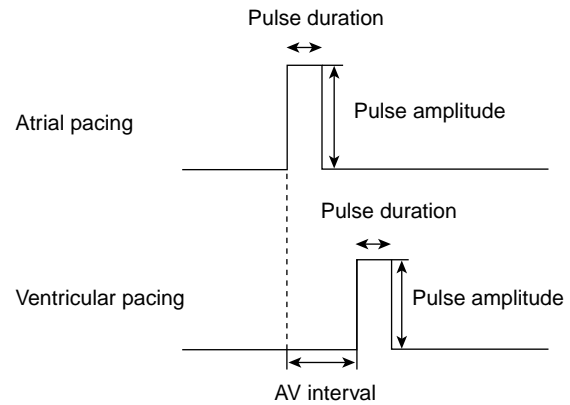 Pulse duration
Atrial pacing
Pulse amplitude
Pulse duration
Ventricular pacing
Pulse amplitude
AV interval